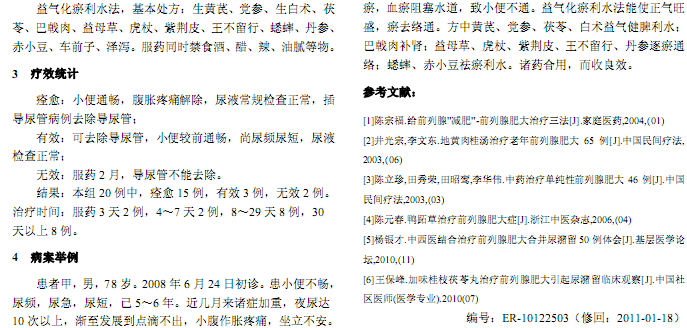 益气化瘀利水法，基本处方：生黄芪、党参、生白术、茯
苓、巴戟肉、益母草、虎杖、紫荆皮、王不留行、蟋蟀、丹参、
赤小豆、车前子、泽泻。服药同时禁食酒、醋、辣、油腻等物。
3 疗效统计
痊愈：小便通畅，腹胀疼痛解除，尿液常规检查正常，插
导尿管病例去除导尿管；
有效：可去除导尿管，小便较前通畅，尚尿频尿短，尿液
检查正常；
无效：服药 2 月，导尿管不能去除。
结果：本组 20 例中，痊愈 15 例，有效 3 例，无效 2 例。
治疗时间：服药 3 天 2 例，4～7 天 2 例，8～29 天 8 例，30
天以上 8 例。
4 病案举例
患者甲，男，78 岁。2008 年 6 月 24 日初诊。患小便不畅，
尿频，尿急，尿短，已 5～6 年。近几月来诸症加重，夜尿达
10 次以上，渐至发展到点滴不出，小腹作胀疼痛，坐立不安。
瘀，血瘀阻塞水道，致小便不通。益气化瘀利水法能使正气旺
盛，瘀去络通。方中黄芪、党参、茯苓、白术益气健脾利水；
巴戟肉补肾；益母草、虎杖、紫荆皮、王不留行、丹参逐瘀通
络；蟋蟀、赤小豆祛瘀利水。诸药合用，而收良效。
参考文献：
[1]陈宗福.给前列腺"减肥"-前列腺肥大治疗三法[J].家庭医药,2004,(01)
[2]井光宗,李文东.地黄肉桂汤治疗老年前列腺肥大 65 例[J].中国民间疗法,
2003,(06)
[3]陈立珍,田秀荣,田昭鸾,李华伟.中药治疗单纯性前列腺肥大 46 例[J].中国
民间疗法,2003,(03)
[4]陈元春.鸭跖草治疗前列腺肥大症[J].浙江中医杂志,2006,(04)
[5]杨银才.中西医结合治疗前列腺肥大合并尿潴留 50 例体会[J].基层医学论
坛,2010,(11)
[6]王保峰.加味桂枝茯苓丸治疗前列腺肥大引起尿潴留临床观察[J].中国社
区医师(医学专业).2010(07)
编号：ER-10122503（修回：2011-01-18）